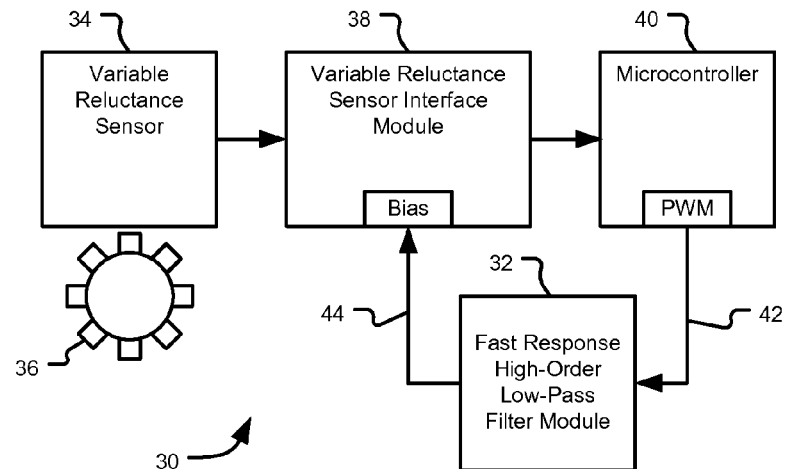 34
38
40
Variable
Reluctance
Sensor
Variable Reluctance
Sensor Interface
Module
Microcontroller
Bias
PWM
32
44
42
Fast Response
High-Order
Low-Pass
Filter Module
36
30